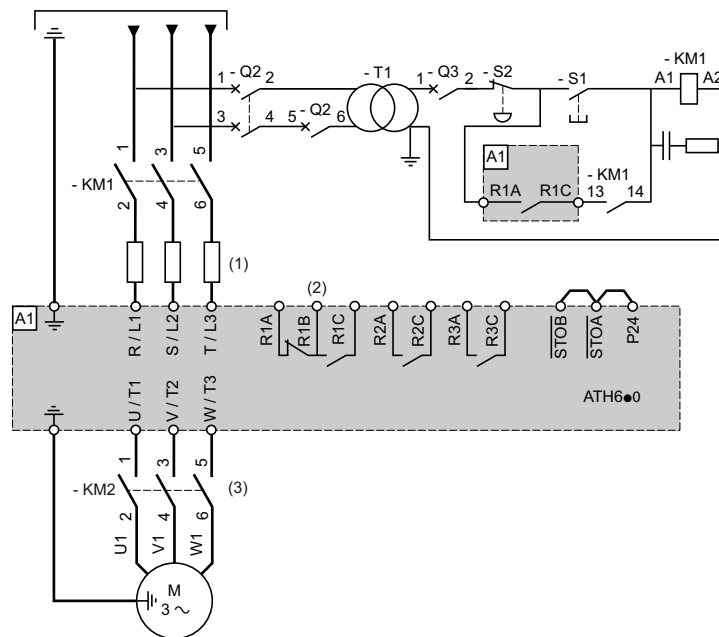 - Q2
1
2
- T1
1
- Q3
2
- S2
- S1
- KM1
A1
A2
3
4
5
- Q2
6
1
3
5
- KM1
2
4
6
A1
R1A
R1C
- KM1
13
14
(1)
(2)
A1
R / L1
S / L2
T / L3
R1A
R1B
R1C
R2A
R2C
R3A
R3C
STOB
STOA
P24
U / T1
V / T2
W / T3
ATH6●0
1
3
5
- KM2
(3)
2
4
6
U1
V1
W1
M
3 ~